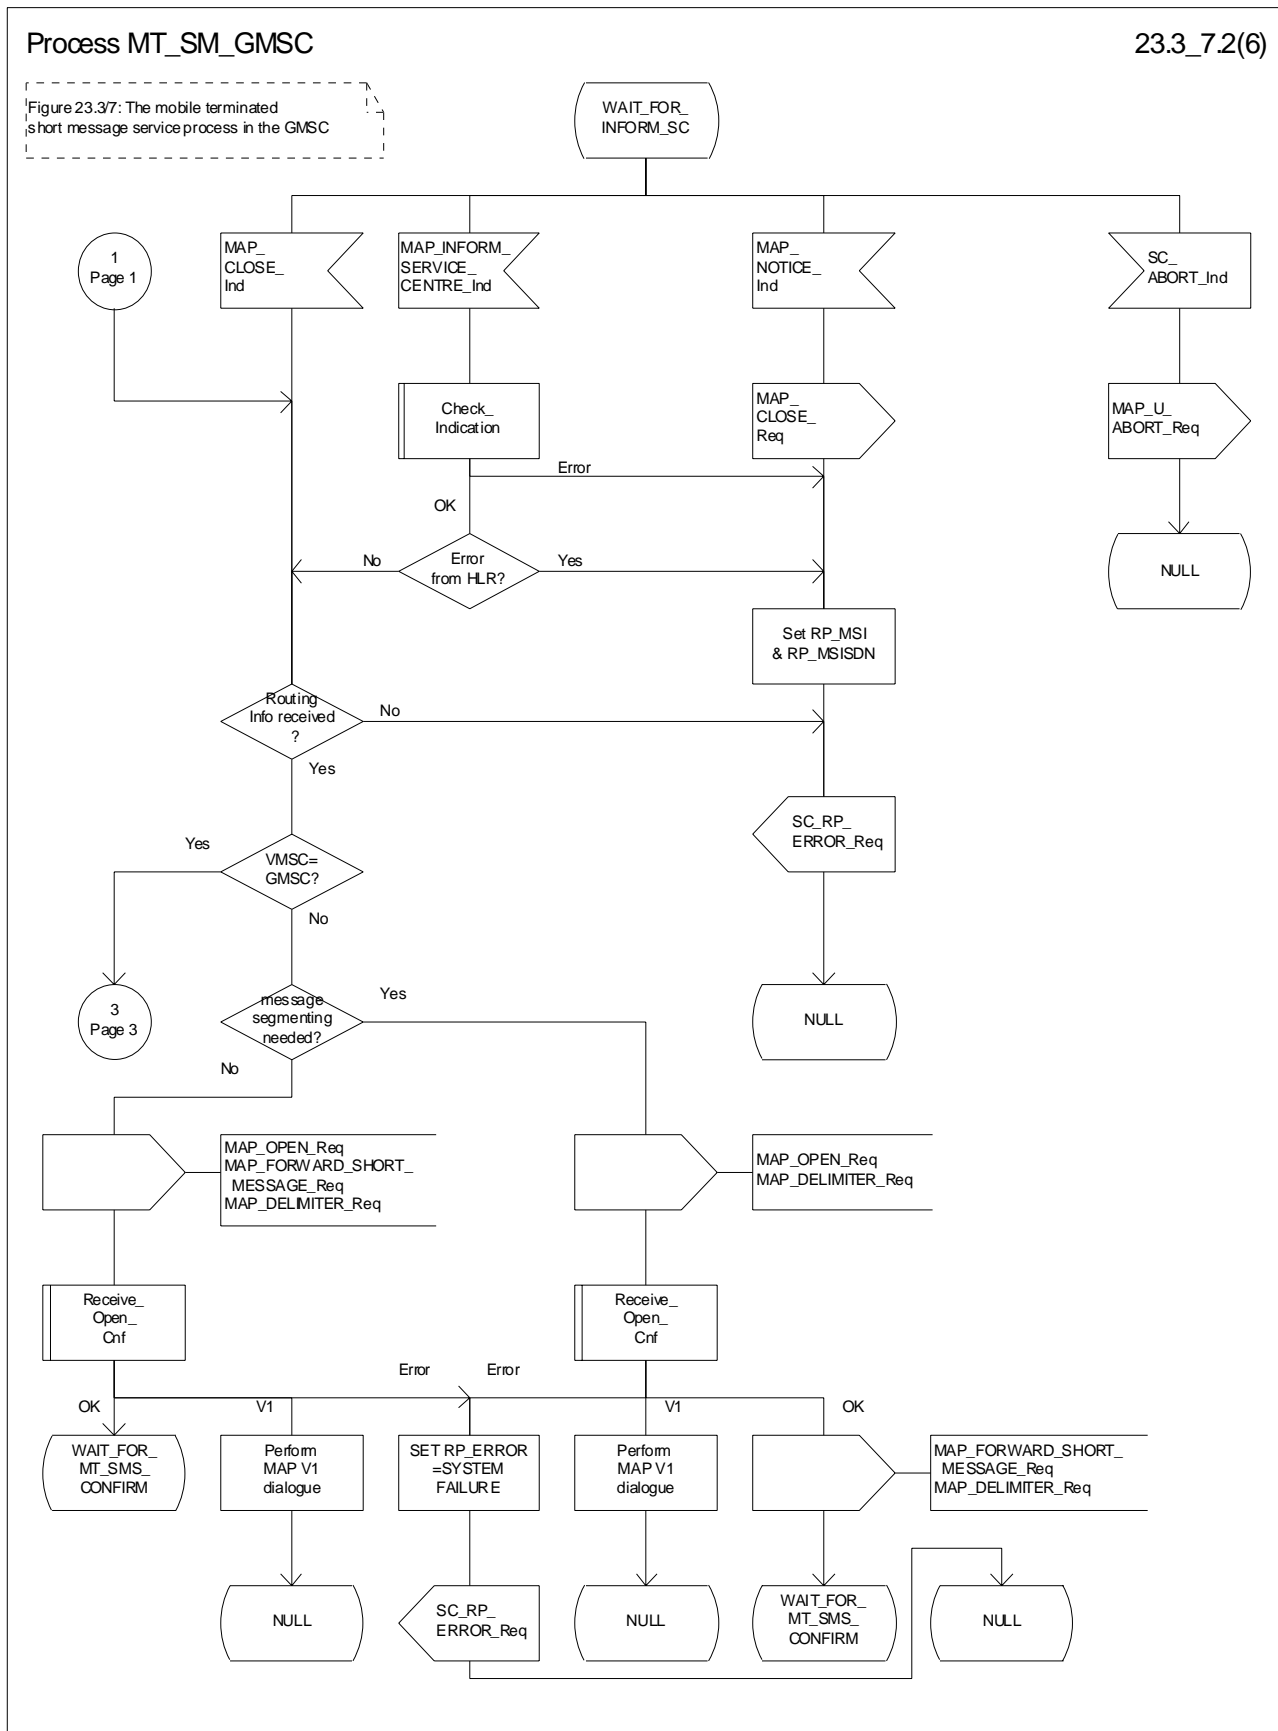 Process MT_SM_GMSC
23.3_7.2(6)
Figure 23.3/7: The mobile terminated
short message service process in the GMSC
WAIT_FOR_
INFORM_SC
1
Page 1
MAP_
CLOSE_
Ind
MAP_INFORM_
SERVICE_
CENTRE_Ind
MAP_
NOTICE_
Ind
SC_
ABORT_Ind
Check_
Indication
MAP_
CLOSE_
Req
MAP_U_
ABORT_Req
Error
OK
No
Error
from HLR?
Yes
NULL
Set RP_MSI
& RP_MSISDN
Routing
Info received
?
No
Yes
SC_RP_
ERROR_Req
Yes
VMSC=
GMSC?
No
3
Page 3
message
segmenting
needed?
Yes
NULL
No
MAP_OPEN_Req
MAP_FORWARD_SHORT_
MESSAGE_Req
MAP_DELIMITER_Req
MAP_OPEN_Req
MAP_DELIMITER_Req
Receive_
Open_
Cnf
Receive_
Open_
Cnf
Error
Error
OK
V1
V1
OK
WAIT_FOR_
MT_SMS_
CONFIRM
Perform
MAP V1
dialogue
SET RP_ERROR
=SYSTEM
FAILURE
Perform
MAP V1
dialogue
MAP_FORWARD_SHORT_
MESSAGE_Req
MAP_DELIMITER_Req
NULL
SC_RP_
ERROR_Req
NULL
WAIT_FOR_
MT_SMS_
CONFIRM
NULL